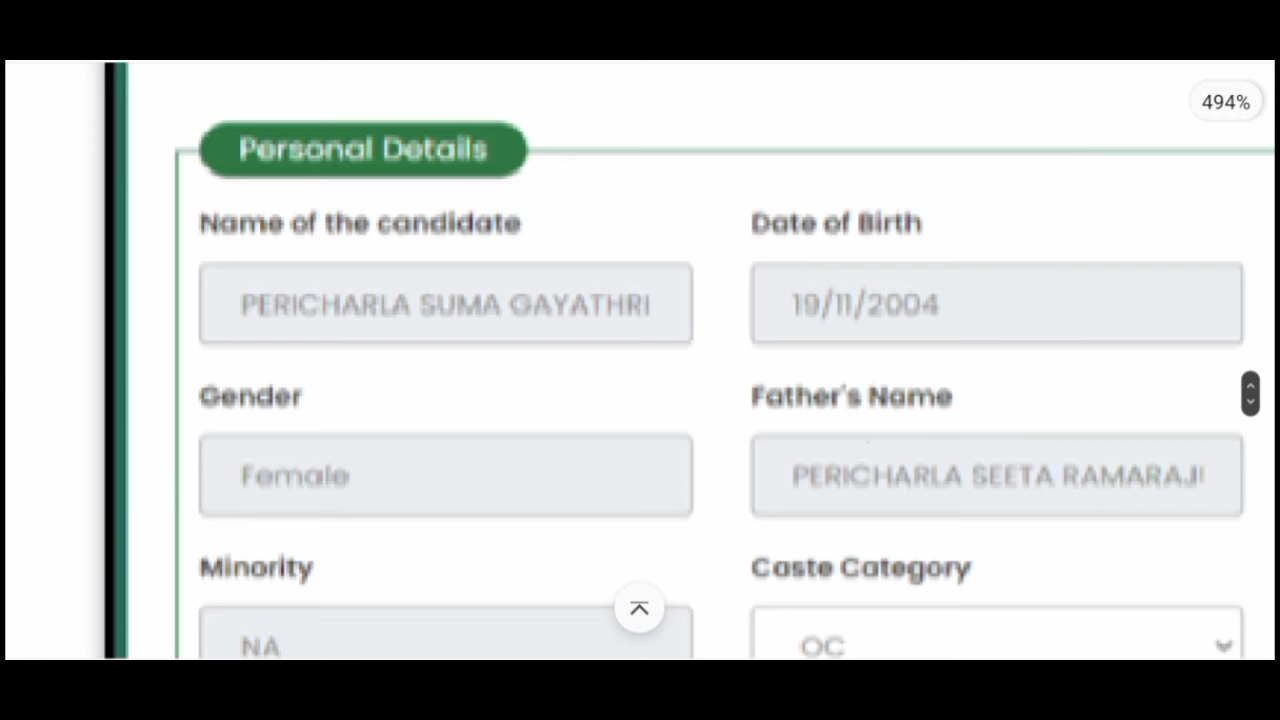 494%
Personal Details
Name of the candidate
Date of Birth
PERICHARLA SUMA GAYATHRI
19/11/2004
Gender
Father's Name
Female
PERICHARLA SEETA
Minority
Caste Category
NA
OC